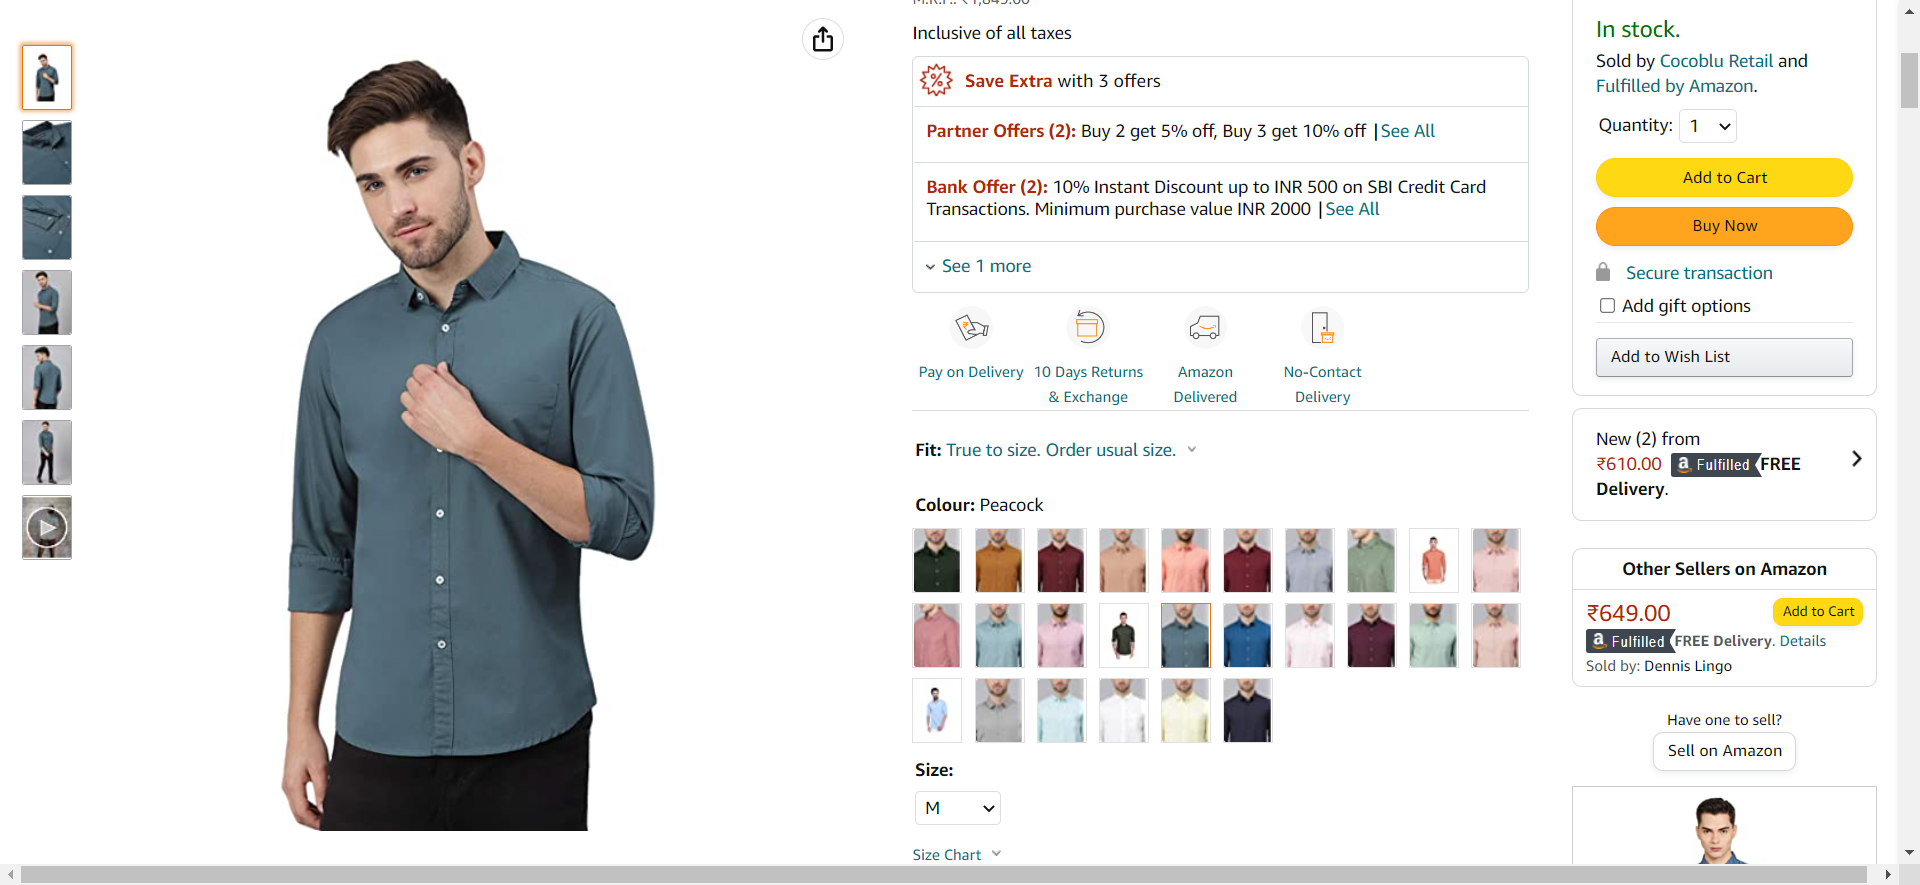 M.R.P.: ₹1,849.00
Inclusive of all taxes
Save Extra with 3 offers
Partner Offers (2): Buy 2 get 5% off, Buy 3 get 10% off | See All
Bank Offer (2): 10% Instant Discount up to INR 500 on SBI Credit Card
Transactions. Minimum purchase value INR 2000 | See All
See 1 more
Pay on Delivery
10 Days Returns
& Exchange
Amazon
Delivered
No-Contact
Delivery
Fit: True to size. Order usual size.
Colour: Peacock
Size:
M
Size Chart
In stock.
Sold by Cocoblu Retail and
Fulfilled by Amazon.
Quantity: 1
Add to Cart
Buy Now
Secure transaction
Add gift options
Add to Wish List
New (2) from
₹610.00 a Fulfilled FREE
Delivery.
Other Sellers on Amazon
₹649.00
Add to Cart
a Fulfilled FREE Delivery. Details
Sold by: Dennis Lingo
Have one to sell?
Sell on Amazon